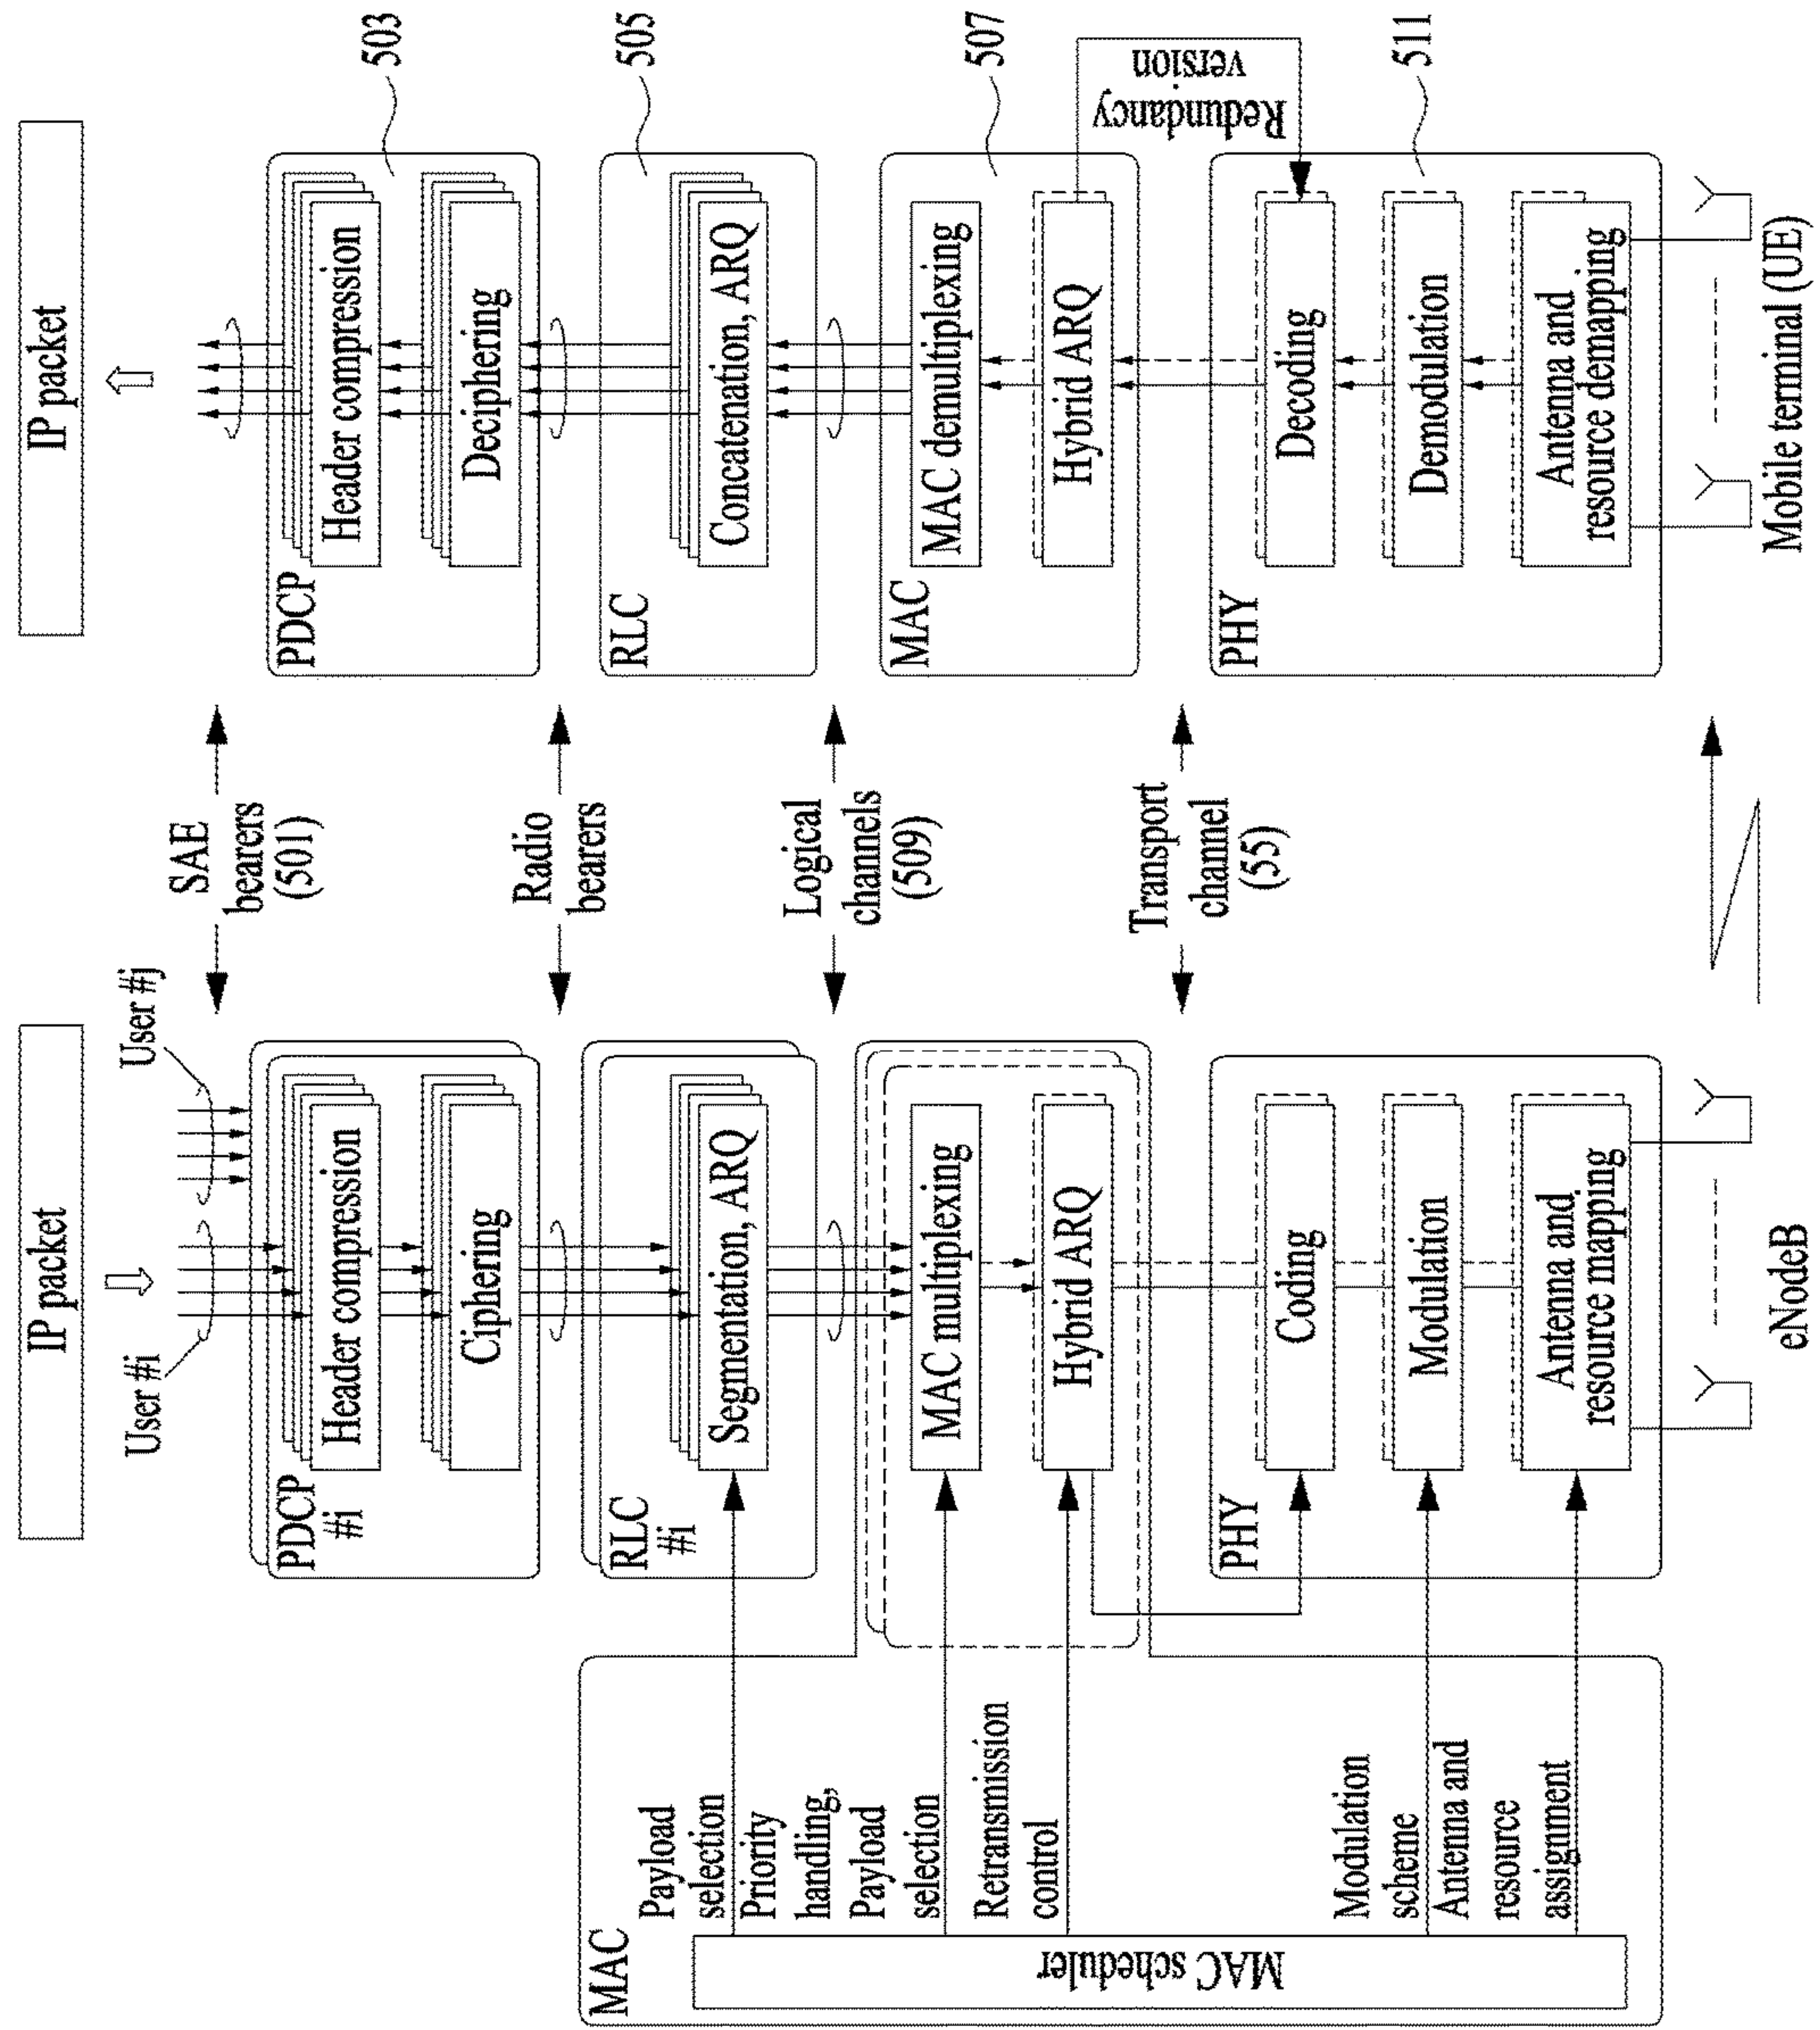 IP packet
IP packet
User #i
User #j
SAE
bearers
(501)
503
PDCP
#i
Header compression
Ciphering
PDCP
Header compression
Deciphering
Radio
bearers
505
RLC
#i
Segmentation, ARQ
RLC
Concatenation, ARQ
Logical
channels
(509)
507
MAC
MAC scheduler
Payload
selection
Priority
handling,
Payload
selection
Retransmission
control
Modulation
scheme
Antenna and
resource
assignment
MAC multiplexing
Hybrid ARQ
MAC
MAC demultiplexing
Hybrid ARQ
Redundancy
version
Transport
channel
(55)
511
PHY
Coding
Modulation
Antenna and
resource mapping
PHY
Decoding
Demodulation
Antenna and
resource demapping
eNodeB
Mobile terminal (UE)